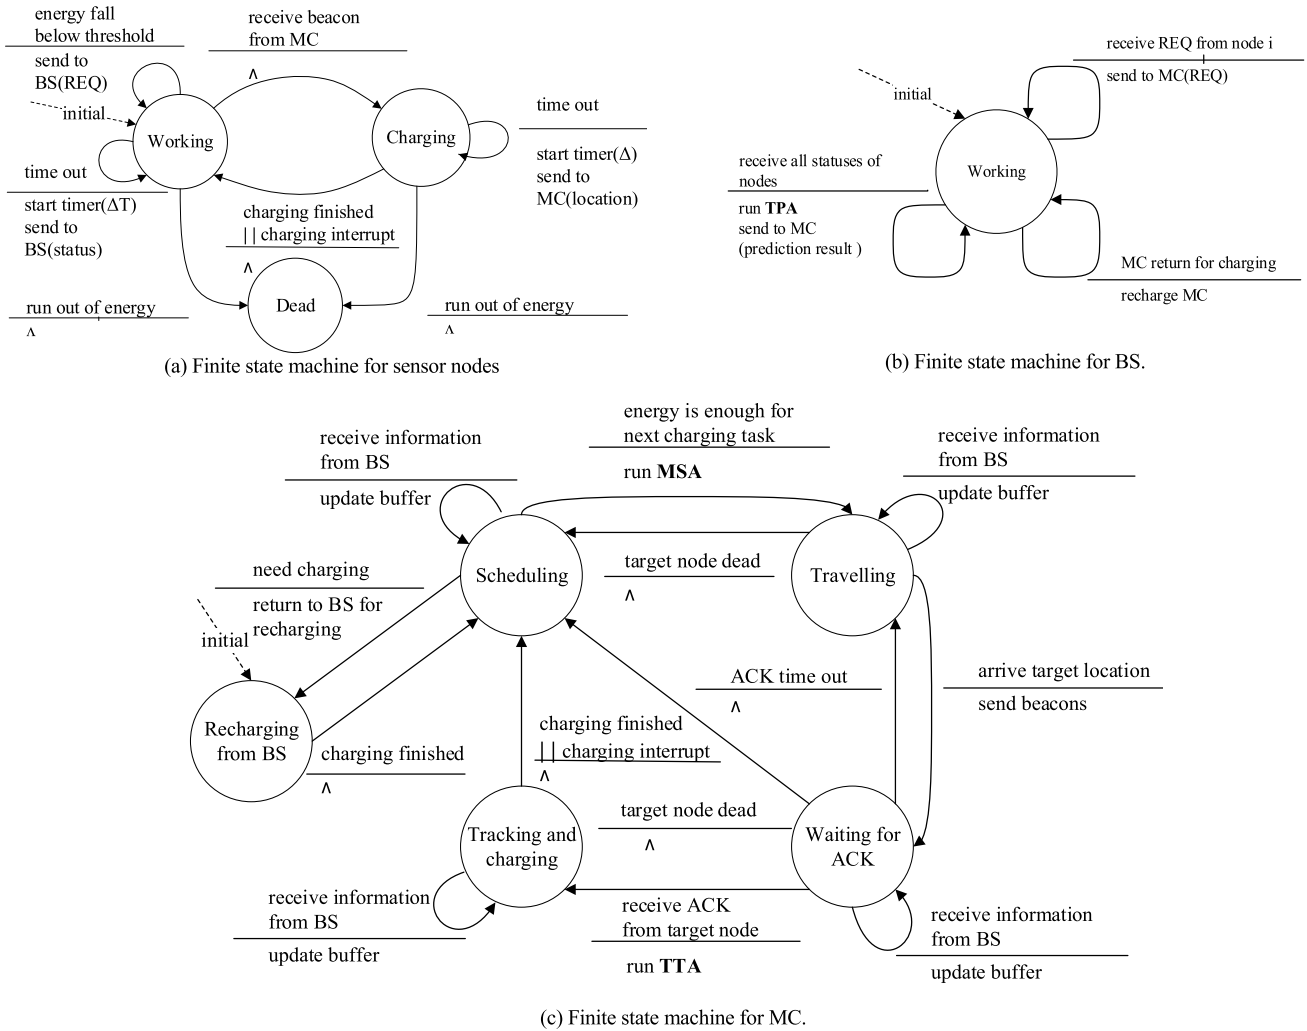 energy fall
below threshold
send to
BS(REQ)
receive beacon
from MC
Λ
initial
Working
Charging
time out
start timer(Δ)
send to
MC(location)
time out
start timer(ΔT)
send to
BS(status)
charging finished
|| charging interrupt
Λ
Dead
run out of energy
Λ
run out of energy
Λ
(a) Finite state machine for sensor nodes
receive REQ from node i
send to MC(REQ)
initial
Working
receive all statuses of
nodes
run TPA
send to MC
(prediction result )
MC return for charging
recharge MC
(b) Finite state machine for BS.
receive information
from BS
update buffer
energy is enough for
next charging task
run MSA
receive information
from BS
update buffer
Scheduling
target node dead
Λ
Travelling
need charging
return to BS for
recharging
initial
Recharging
from BS
charging finished
Λ
ACK time out
Λ
arrive target location
send beacons
charging finished
|| charging interrupt
Λ
target node dead
Λ
Tracking and
charging
Waiting for
ACK
receive information
from BS
update buffer
receive ACK
from target node
run TTA
receive information
from BS
update buffer
(c) Finite state machine for MC.